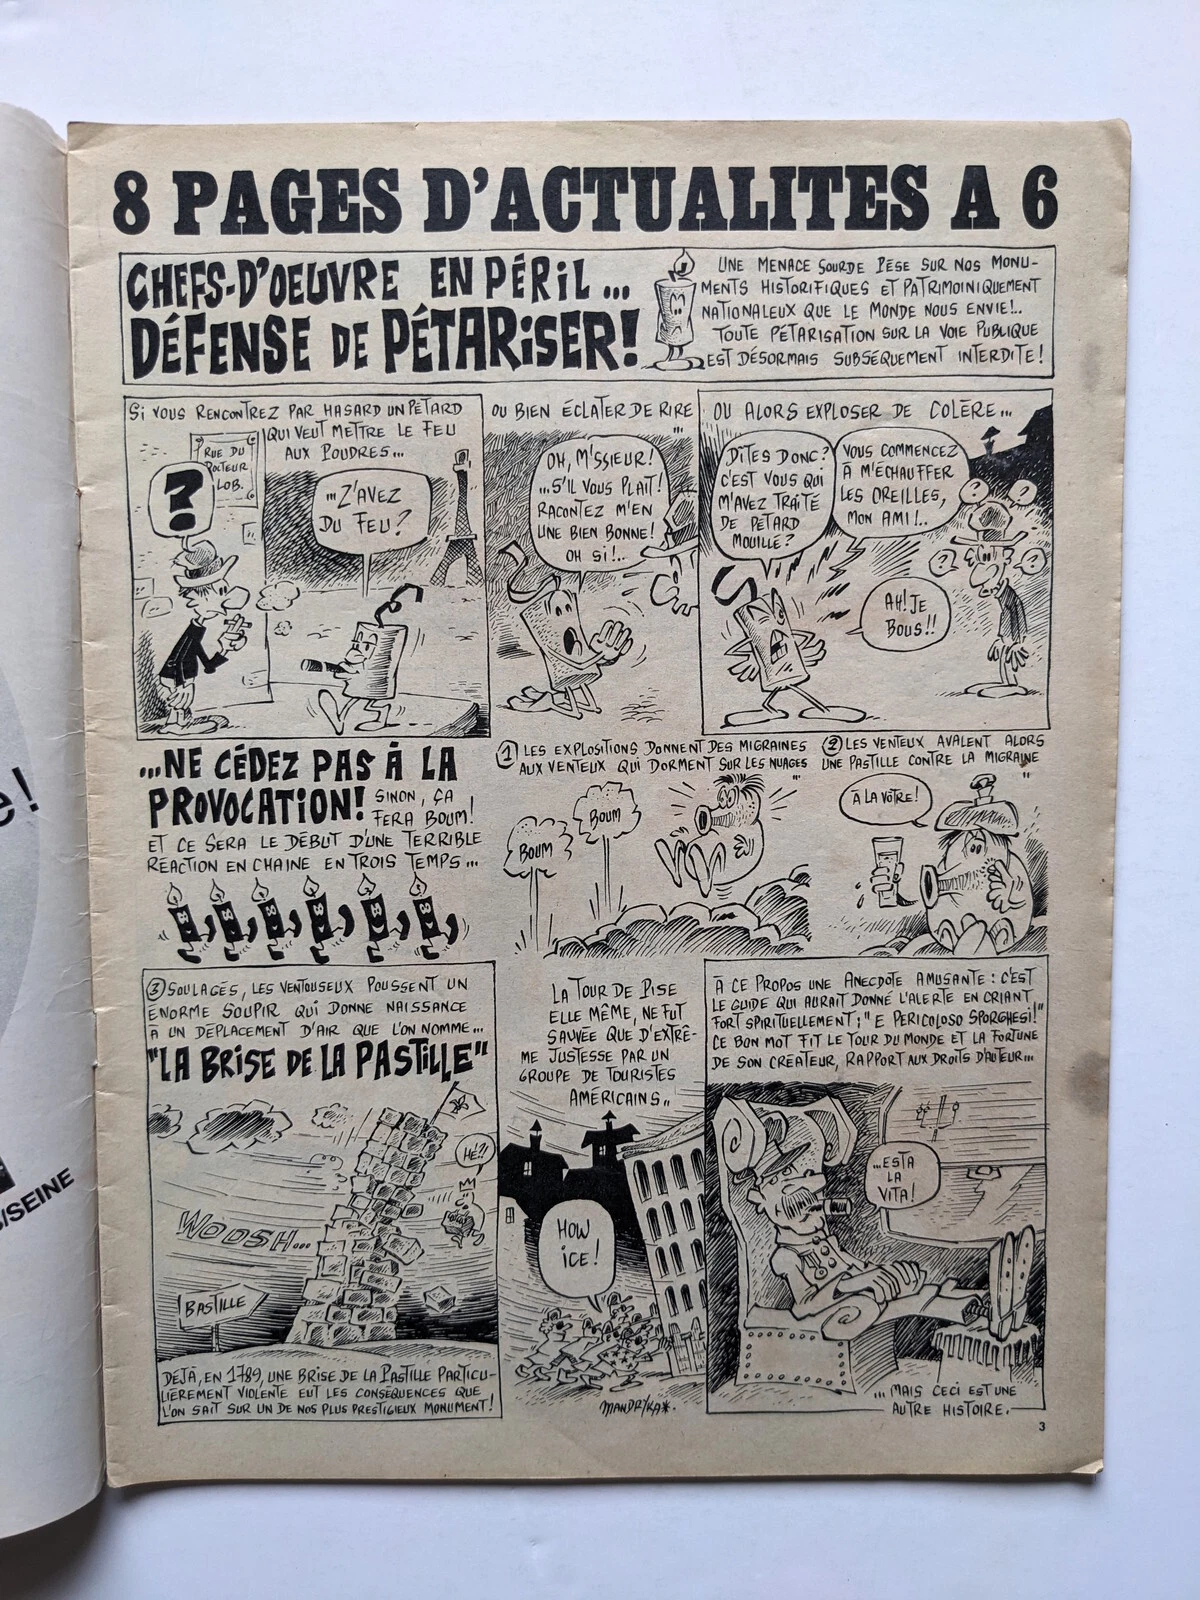 8 PAGES D'ACTUALITES A 6
CHEFS-D'OEUVRE EN PÉRIL...
DÉFENSE DE PÉTARISER!
UNE MENACE SOURDE PÈSE SUR NOS MONU-
MENTS HISTORIFIQUES ET PATRIMOINIQUEMENT
NATIONALEUX QUE LE MONDE NOUS ENVIE!..
TOUTE PÉTARISATION SUR LA VOIE PUBLIQUE
EST DÉSORMAIS SUBSÉQUEMENT INTERDITE!
SI VOUS RENCONTREZ PAR HASARD UN PÉTARD
QUI VEUT METTRE LE FEU
AUX POUDRES...
RUE DU
DOCTEUR
LOB.
?
...Z'AVEZ
DU FEU?
OU BIEN ÉCLATER DE RIRE
...
OH, M'SSIEUR!
...S'IL VOUS PLAIT!
RACONTEZ M'EN
UNE BIEN BONNE!
OH SI!..
OU ALORS EXPLOSER DE COLÈRE...
DITES DONC?
C'EST VOUS QUI
M'AVEZ TRAITÉ
DE PÉTARD
MOUILLÉ?
VOUS COMMENCEZ
À M'ÉCHAUFFER
LES OREILLES,
MON AMI!..
?
?
?
?
AH! JE
BOUS!!
...NE CÉDEZ PAS À LA
PROVOCATION! SINON, ÇA
FERA BOUM!
ET CE SERA LE DÉBUT D'UNE TERRIBLE
RÉACTION EN CHAINE EN TROIS TEMPS...
1 LES EXPLOSITIONS DONNENT DES MIGRAINES
AUX VENTEUX QUI DORMENT SUR LES NUAGES
...
BOUM
BOUM
2 LES VENTEUX AVALENT ALORS
UNE PASTILLE CONTRE LA MIGRAINE
...
À LA VÔTRE!
3 SOULAGÉS, LES VENTOUSEUX POUSSENT UN
ÉNORME SOUPIR QUI DONNE NAISSANCE
À UN DÉPLACEMENT D'AIR QUE L'ON NOMME...
"LA BRISE DE LA PASTILLE"
HÉ?!
WOOSH...
BASTILLE
DÉJÀ, EN 1789, UNE BRISE DE LA PASTILLE PARTICU-
LIÈREMENT VIOLENTE EUT LES CONSÉQUENCES QUE
L'ON SAIT SUR UN DE NOS PLUS PRESTIGIEUX MONUMENT!
LA TOUR DE PISE
ELLE MÊME, NE FUT
SAUVÉE QUE D'EXTRÊ-
ME JUSTESSE PAR UN
GROUPE DE TOURISTES
AMÉRICAINS..
HOW
ICE!
MANDRYKA*.
À CE PROPOS UNE ANECDOTE AMUSANTE: C'EST
LE GUIDE QUI AURAIT DONNÉ L'ALERTE EN CRIANT
FORT SPIRITUELLEMENT; "E PERICOLOSO SPORGHESI!"
CE BON MOT FIT LE TOUR DU MONDE ET LA FORTUNE
DE SON CRÉATEUR, RAPPORT AUX DROITS D'AUTEUR...
...ESTA
LA
VITA!
... MAIS CECI EST UNE
AUTRE HISTOIRE.
3
e!
SEINE